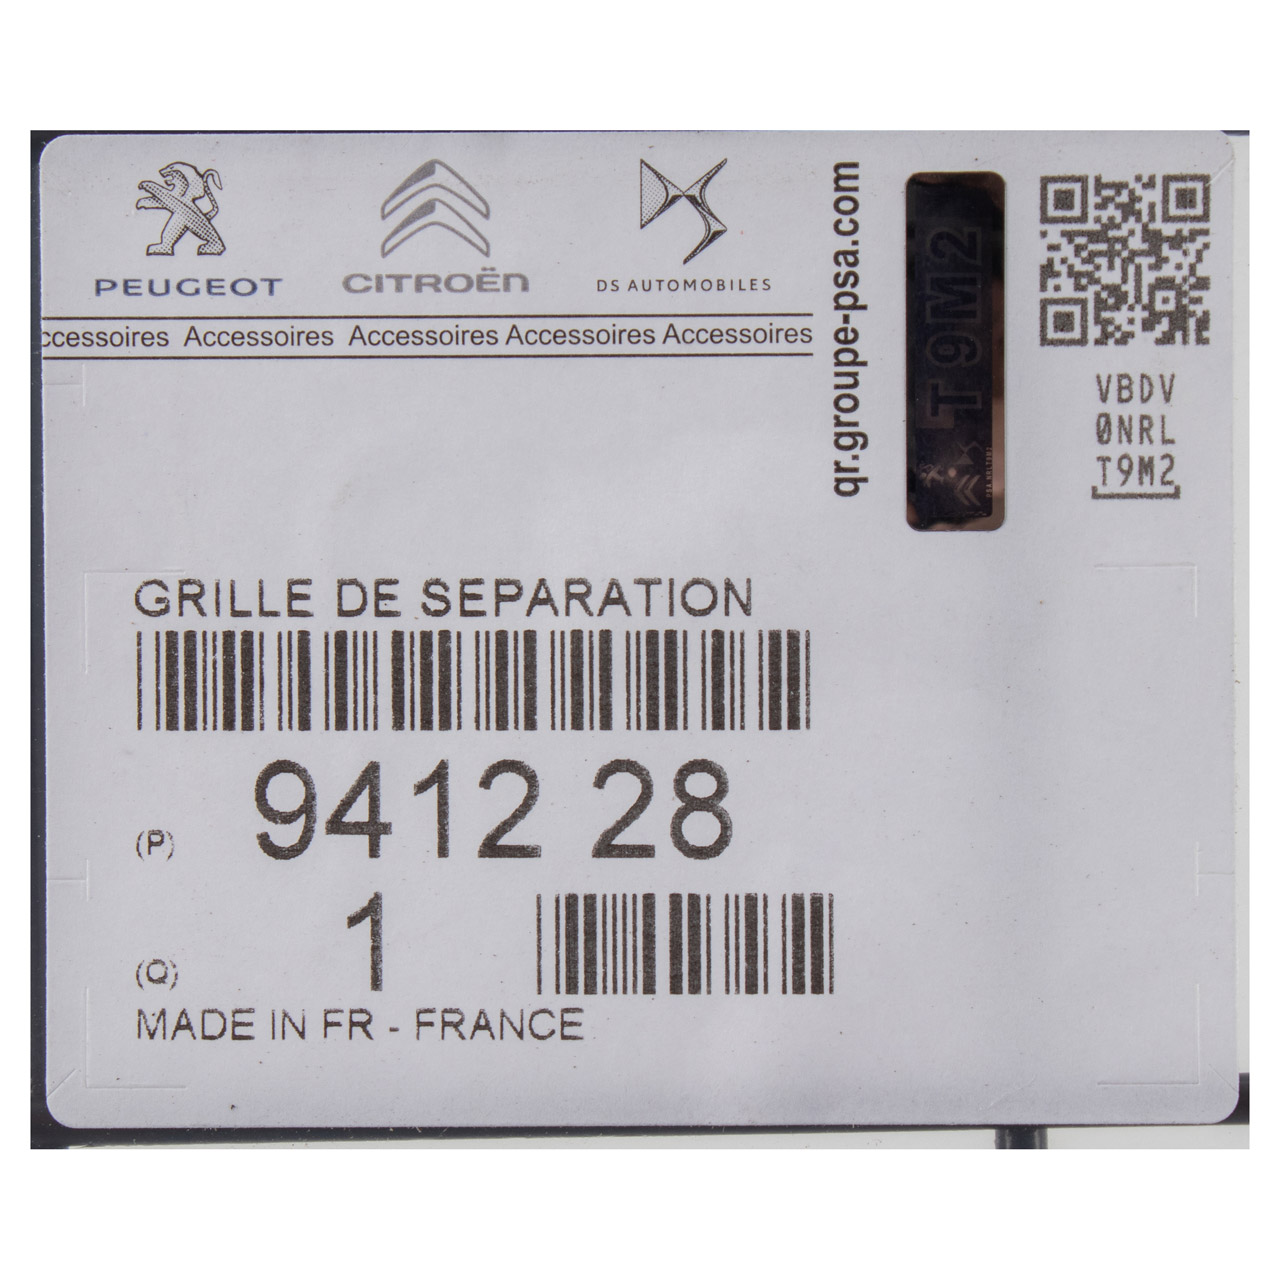 PEUGEOT
CITROËN
DS AUTOMOBILES
ccessoires Accessoires Accessoires Accessoires Accessoires
qr.groupe-psa.com
T9M2
VBDV
0NRL
T9M2
GRILLE DE SEPARATION
(P) 9412 28
(Q) 1
MADE IN FR - FRANCE